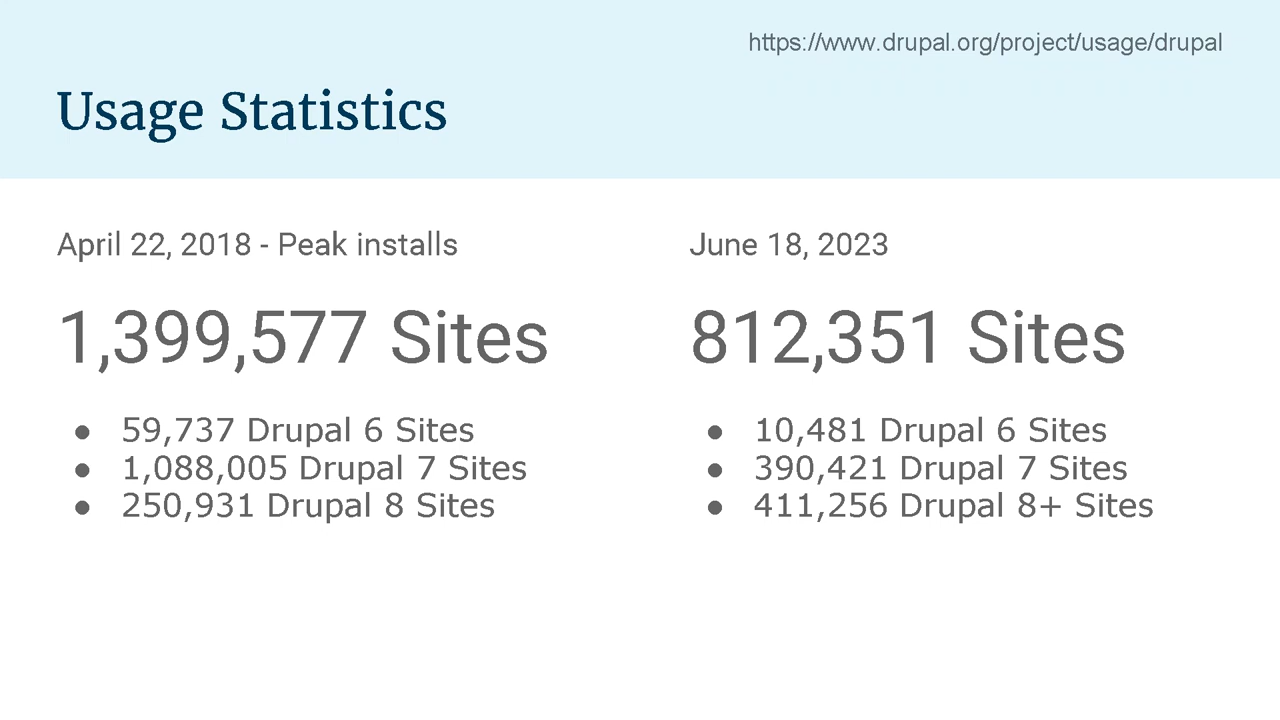 https://www.drupal.org/project/usage/drupal
Usage Statistics
April 22, 2018 - Peak installs
1,399,577 Sites
● 59,737 Drupal 6 Sites
● 1,088,005 Drupal 7 Sites
● 250,931 Drupal 8 Sites
June 18, 2023
812,351 Sites
● 10,481 Drupal 6 Sites
● 390,421 Drupal 7 Sites
● 411,256 Drupal 8+ Sites